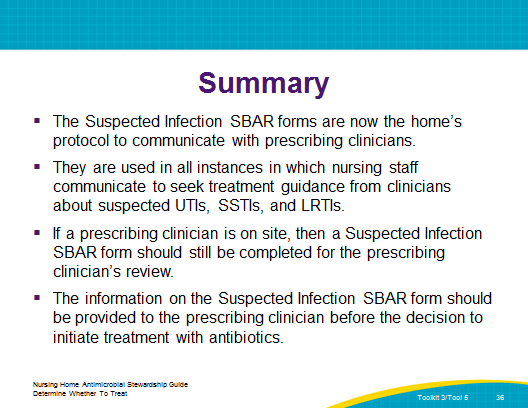 Summary
▪ The Suspected Infection SBAR forms are now the home’s
protocol to communicate with prescribing clinicians.
▪ They are used in all instances in which nursing staff
communicate to seek treatment guidance from clinicians
about suspected UTIs, SSTIs, and LRTIs.
▪ If a prescribing clinician is on site, then a Suspected Infection
SBAR form should still be completed for the prescribing
clinician’s review.
▪ The information on the Suspected Infection SBAR form should
be provided to the prescribing clinician before the decision to
initiate treatment with antibiotics.
Nursing Home Antimicrobial Stewardship Guide
Determine Whether To Treat
Toolkit 3/Tool 5 36